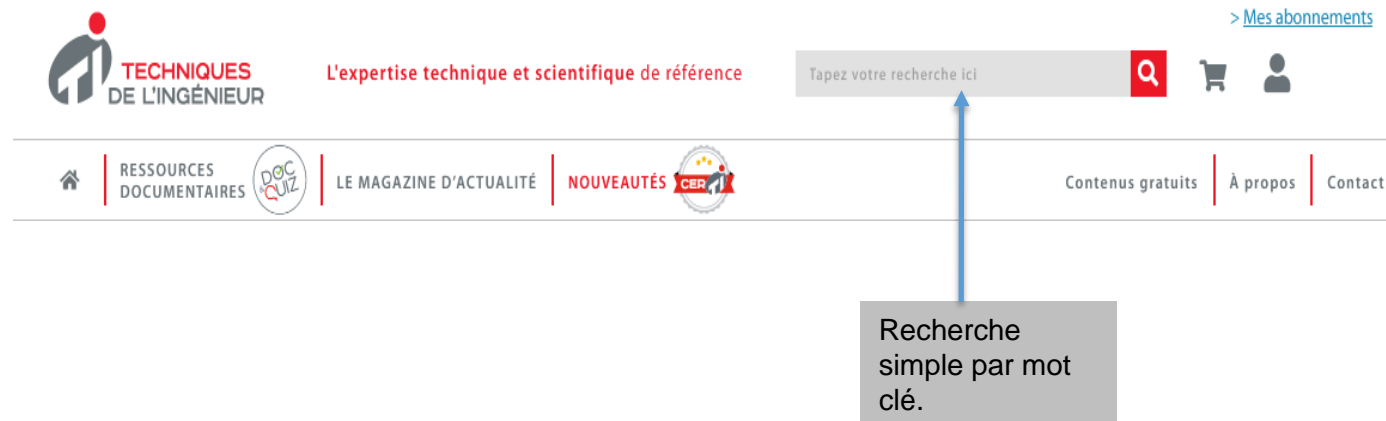 > Mes abonnements
TECHNIQUES
DE L'INGÉNIEUR
L'expertise technique et scientifique de référence
Tapez votre recherche ici
RESSOURCES
DOCUMENTAIRES
DOC
& QUIZ
LE MAGAZINE D'ACTUALITÉ
NOUVEAUTÉS
CERTI
Contenus gratuits
À propos
Contact
Recherche
simple par mot
clé.